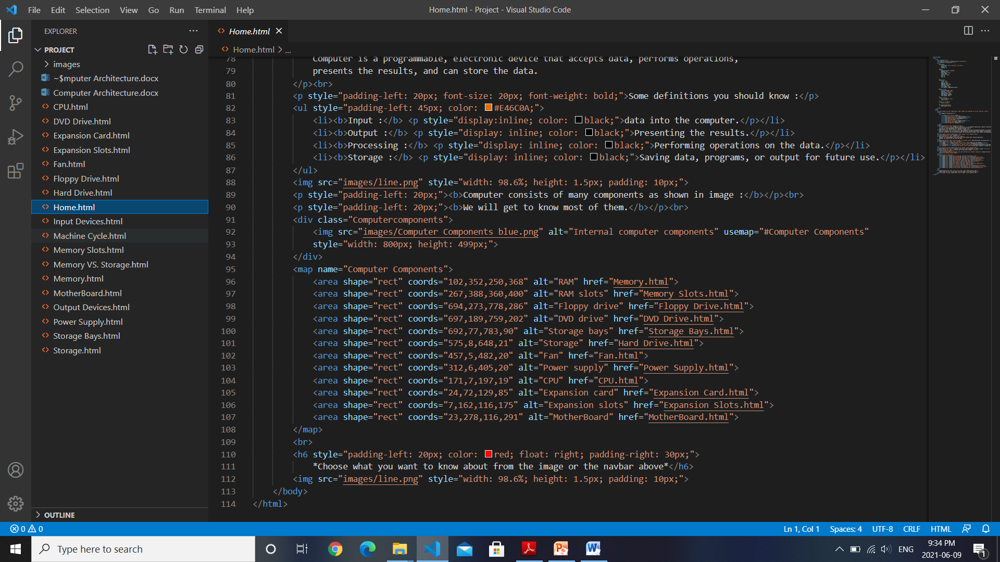 File Edit Selection View Go Run Terminal Help
Home.html - Project - Visual Studio Code
EXPLORER
PROJECT
images
~$mputer Architecture.docx
Computer Architecture.docx
CPU.html
DVD Drive.html
Expansion Card.html
Expansion Slots.html
Fan.html
Floppy Drive.html
Hard Drive.html
Home.html
Input Devices.html
Machine Cycle.html
Memory Slots.html
Memory VS. Storage.html
Memory.html
MotherBoard.html
Output Devices.html
Power Supply.html
Storage Bays.html
Storage.html
OUTLINE
Home.html
Home.html > ...
78 Computer is a programmable, electronic device that accepts data, performs operations,
79 presents the results, and can store the data.
80 </p><br>
81 <p style="padding-left: 20px; font-size: 20px; font-weight: bold;">Some definitions you should know :</p>
82 <ul style="padding-left: 45px; color: #E46C0A;">
83 <li><b>Input :</b> <p style="display:inline; color: black;">data into the computer.</p></li>
84 <li><b>Output :</b> <p style="display: inline; color: black;">Presenting the results.</p></li>
85 <li><b>Processing :</b> <p style="display: inline; color: black;">Performing operations on the data.</p></li>
86 <li><b>Storage :</b> <p style="display: inline; color: black;">Saving data, programs, or output for future use.</p></li>
87 </ul>
88 <img src="images/line.png" style="width: 98.6%; height: 1.5px; padding: 10px;">
89 <p style="padding-left: 20px;"><b>Computer consists of many components as shown in image :</b></p><br>
90 <p style="padding-left: 20px;"><b>We will get to know most of them.</b></p><br>
91 <div class="Computercomponents">
92 <img src="images/Computer Components blue.png" alt="Internal computer components" usemap="#Computer Components"
93 style="width: 800px; height: 499px;">
94 </div>
95 <map name="Computer Components">
96 <area shape="rect" coords="102,352,250,368" alt="RAM" href="Memory.html">
97 <area shape="rect" coords="267,388,360,400" alt="RAM slots" href="Memory Slots.html">
98 <area shape="rect" coords="694,273,778,286" alt="Floppy drive" href="Floppy Drive.html">
99 <area shape="rect" coords="697,189,759,202" alt="DVD drive" href="DVD Drive.html">
100 <area shape="rect" coords="692,77,783,90" alt="Storage bays" href="Storage Bays.html">
101 <area shape="rect" coords="575,8,648,21" alt="Storage" href="Hard Drive.html">
102 <area shape="rect" coords="457,5,482,20" alt="Fan" href="Fan.html">
103 <area shape="rect" coords="312,6,405,20" alt="Power supply" href="Power Supply.html">
104 <area shape="rect" coords="171,7,197,19" alt="CPU" href="CPU.html">
105 <area shape="rect" coords="24,72,129,85" alt="Expansion card" href="Expansion Card.html">
106 <area shape="rect" coords="7,162,116,175" alt="Expansion slots" href="Expansion Slots.html">
107 <area shape="rect" coords="23,278,116,291" alt="MotherBoard" href="MotherBoard.html">
108 </map>
109 <br>
110 <h6 style="padding-left: 20px; color: red; float: right; padding-right: 30px;">
111 *Choose what you want to know about from the image or the navbar above*</h6>
112 <img src="images/line.png" style="width: 98.6%; height: 1.5px; padding: 10px;">
113 </body>
114 </html>
0 0
Ln 1, Col 1 Spaces: 4 UTF-8 CRLF HTML
Type here to search
ENG
9:34 PM
2021-06-09
1